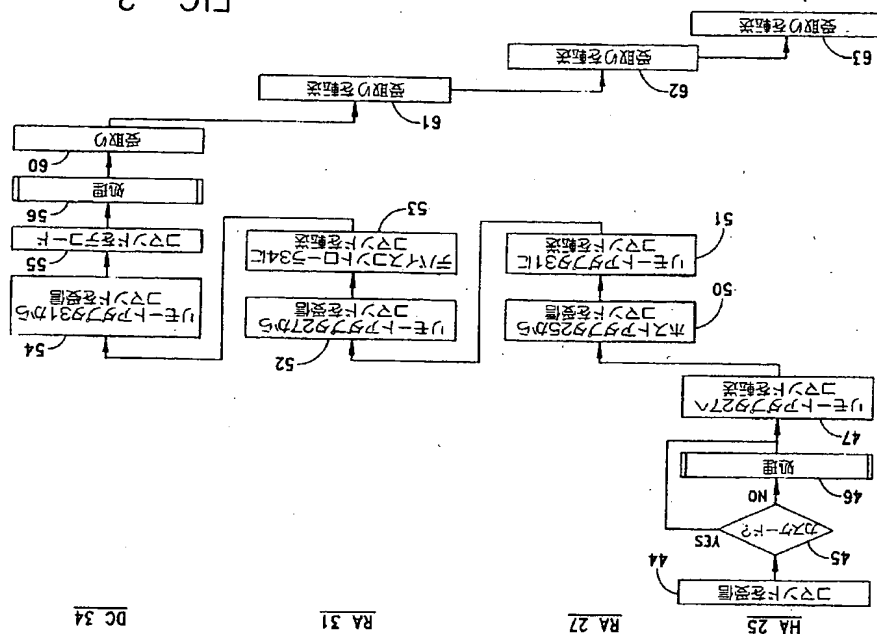 HA 25
RA 27
RA 31
DC 34
コマンドを受信
44
カスケード?
45
YES
NO
処理
46
リモートアダプタ27へ
コマンドを転送
47
ホストアダプタ25から
コマンドを受信
50
リモートアダプタ31に
コマンドを転送
51
リモートアダプタ27から
コマンドを受信
52
デバイスコントローラ34に
コマンドを転送
53
リモートアダプタ31から
コマンドを受信
54
コマンドをデコード
55
処理
56
受取り
60
受取りを転送
61
受取りを転送
62
受取りを転送
63
FIG.